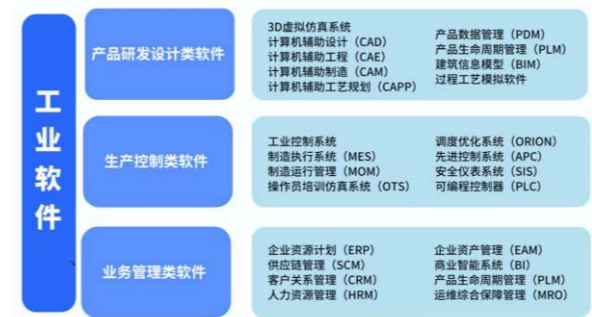 工业软件
产品研发设计类软件
3D虚拟仿真系统
计算机辅助设计（CAD）
计算机辅助工程（CAE）
计算机辅助制造（CAM）
计算机辅助工艺规划（CAPP）
产品数据管理（PDM）
产品生命周期管理（PLM）
建筑信息模型（BIM）
过程工艺模拟软件
生产控制类软件
工业控制系统
制造执行系统（MES）
制造运行管理（MOM）
操作员培训仿真系统（OTS）
调度优化系统（ORION）
先进控制系统（APC）
安全仪表系统（SIS）
可编程控制器（PLC）
业务管理类软件
企业资源计划（ERP）
供应链管理（SCM）
客户关系管理（CRM）
人力资源管理（HRM）
企业资产管理（EAM）
商业智能系统（BI）
产品生命周期管理（PLM）
运维综合保障管理（MRO）